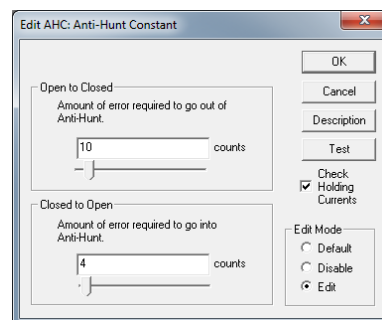 Edit AHC: Anti-Hunt Constant
OK
Cancel
Description
Test
Open to Closed
Amount of error required to go out of
Anti-Hunt.
10 counts
Check
Holding
Currents
Closed to Open
Amount of error required to go into
Anti-Hunt.
4 counts
Edit Mode
Default
Disable
Edit